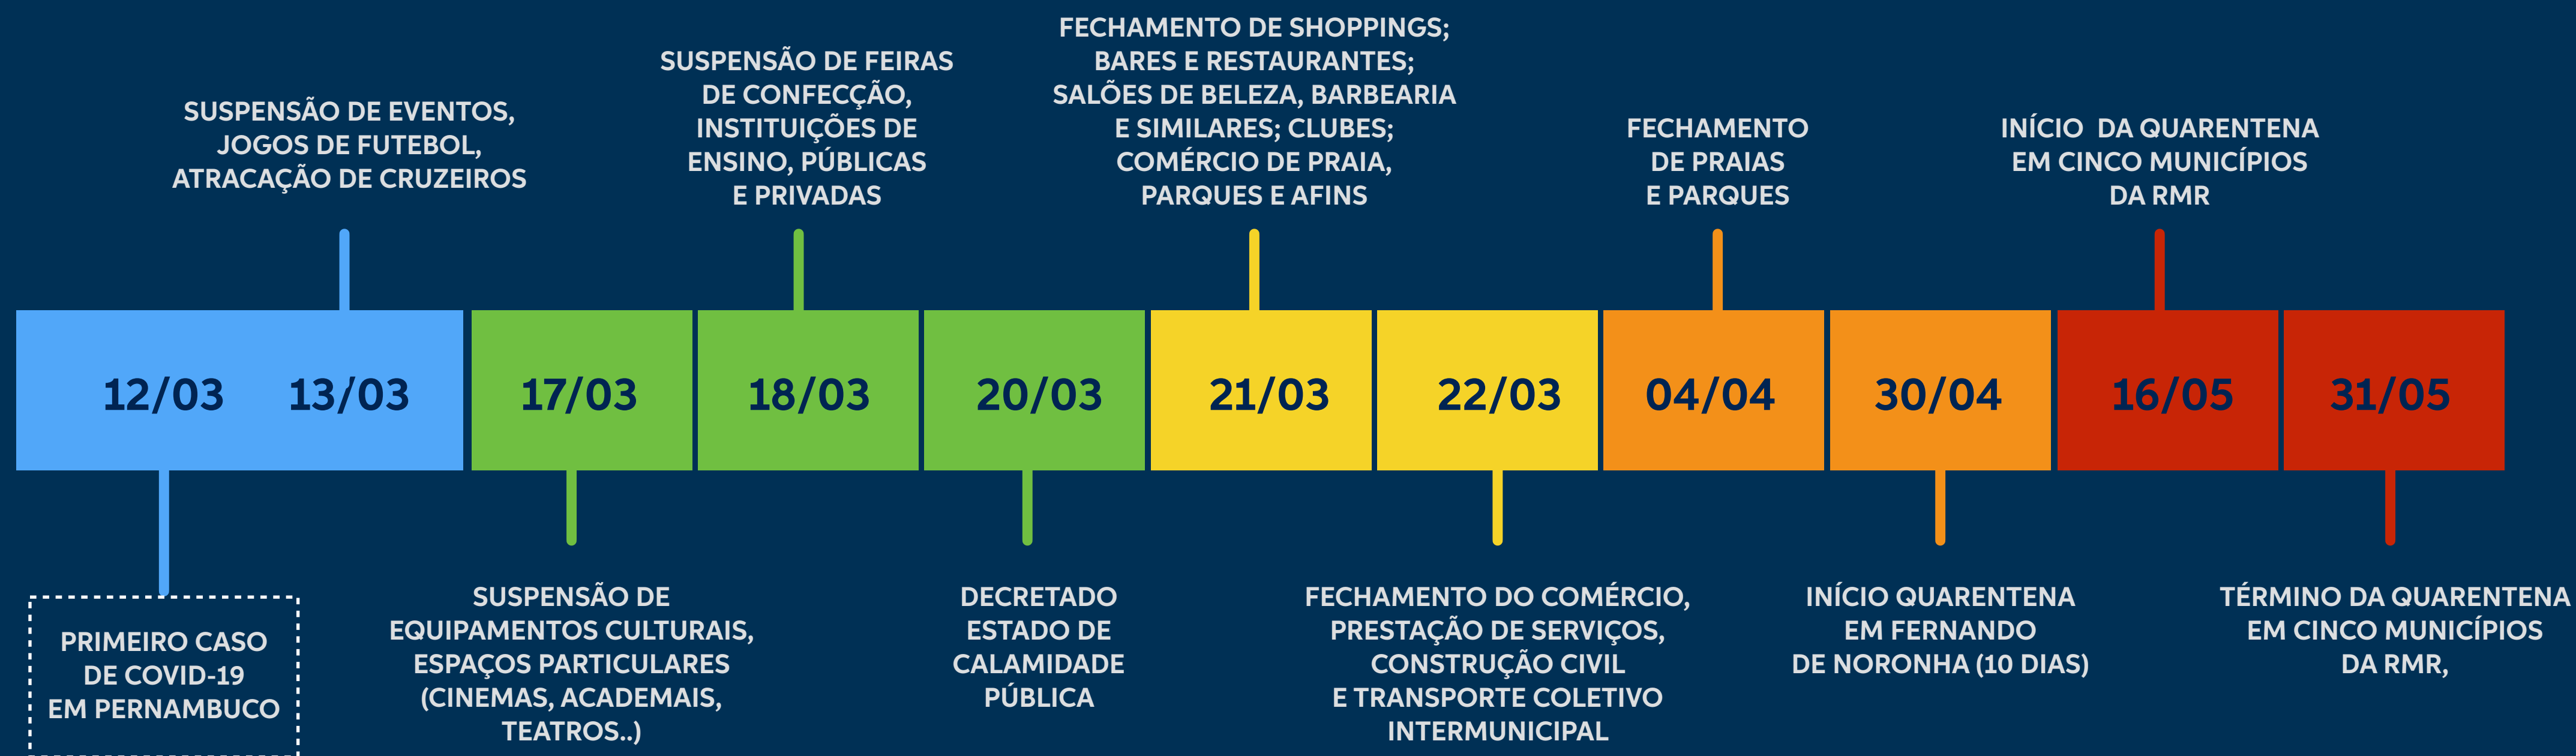 SUSPENSÃO DE EVENTOS,
JOGOS DE FUTEBOL,
ATRACAÇÃO DE CRUZEIROS
SUSPENSÃO DE FEIRAS
DE CONFECÇÃO,
INSTITUIÇÕES DE
ENSINO, PÚBLICAS
E PRIVADAS
FECHAMENTO DE SHOPPINGS;
BARES E RESTAURANTES;
SALÕES DE BELEZA, BARBEARIA
E SIMILARES; CLUBES;
COMÉRCIO DE PRAIA,
PARQUES E AFINS
FECHAMENTO
DE PRAIAS
E PARQUES
INÍCIO  DA QUARENTENA
EM CINCO MUNICÍPIOS
DA RMR
12/03 13/03 17/03 18/03 20/03 21/03 22/03 04/04 30/04 16/05 31/05
PRIMEIRO CASO
DE COVID-19
EM PERNAMBUCO
SUSPENSÃO DE
EQUIPAMENTOS CULTURAIS,
ESPAÇOS PARTICULARES
(CINEMAS, ACADEMAIS,
TEATROS..)
DECRETADO
ESTADO DE
CALAMIDADE
PÚBLICA
FECHAMENTO DO COMÉRCIO,
PRESTAÇÃO DE SERVIÇOS,
CONSTRUÇÃO CIVIL
E TRANSPORTE COLETIVO
INTERMUNICIPAL
INÍCIO QUARENTENA
EM FERNANDO
DE NORONHA (10 DIAS)
TÉRMINO DA QUARENTENA
EM CINCO MUNICÍPIOS
DA RMR,